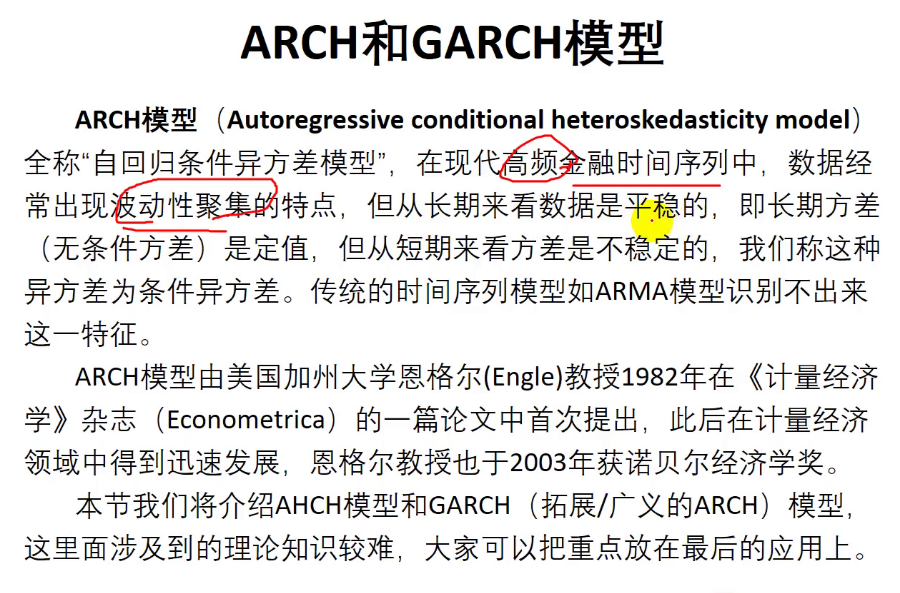 ARCH和GARCH模型
ARCH模型（Autoregressive conditional heteroskedasticity model）
全称“自回归条件异方差模型”，在现代高频金融时间序列中，数据经
常出现波动性聚集的特点，但从长期来看数据是平稳的，即长期方差
（无条件方差）是定值，但从短期来看方差是不稳定的，我们称这种
异方差为条件异方差。传统的时间序列模型如ARMA模型识别不出来
这一特征。
ARCH模型由美国加州大学恩格尔(Engle)教授1982年在《计量经济
学》杂志（Econometrica）的一篇论文中首次提出，此后在计量经济
领域中得到迅速发展，恩格尔教授也于2003年获诺贝尔经济学奖。
本节我们将介绍AHCH模型和GARCH（拓展/广义的ARCH）模型，
这里面涉及到的理论知识较难，大家可以把重点放在最后的应用上。